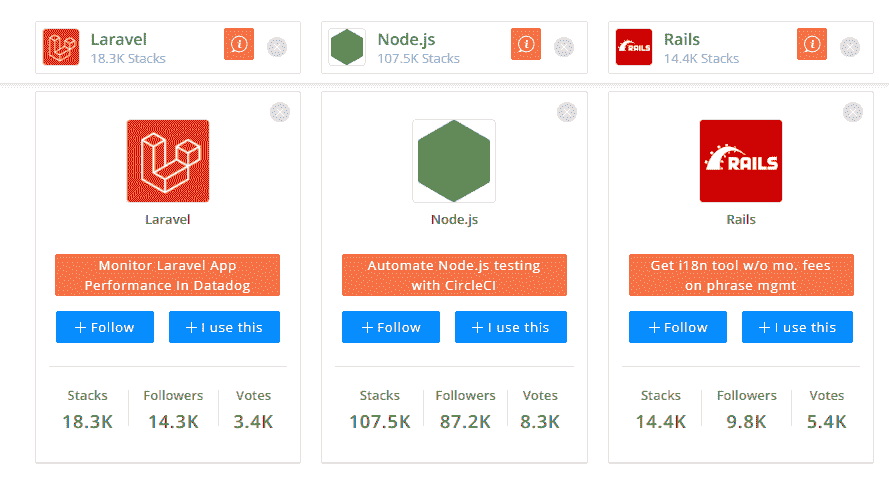 Laravel
18.3K Stacks
i
Node.js
107.5K Stacks
i
RAILS
Rails
14.4K Stacks
i
Laravel
Monitor Laravel App
Performance In Datadog
+ Follow
+ I use this
Stacks Followers Votes
18.3K 14.3K 3.4K
Node.js
Automate Node.js testing
with CircleCI
+ Follow
+ I use this
Stacks Followers Votes
107.5K 87.2K 8.3K
RAILS
Rails
Get i18n tool w/o mo. fees
on phrase mgmt
+ Follow
+ I use this
Stacks Followers Votes
14.4K 9.8K 5.4K